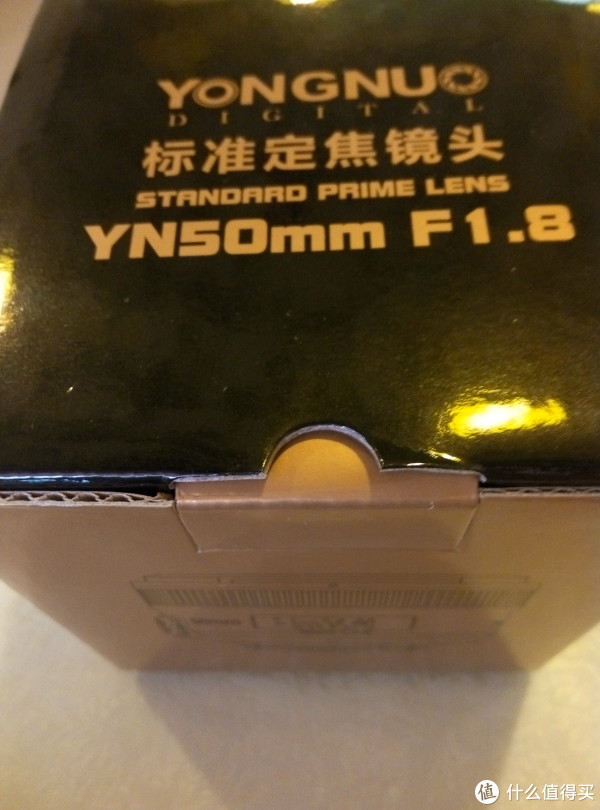 YONGNUO
DIGITAL
标准定焦镜头
STANDARD PRIME LENS
YN50mm F1.8
值 什么值得买